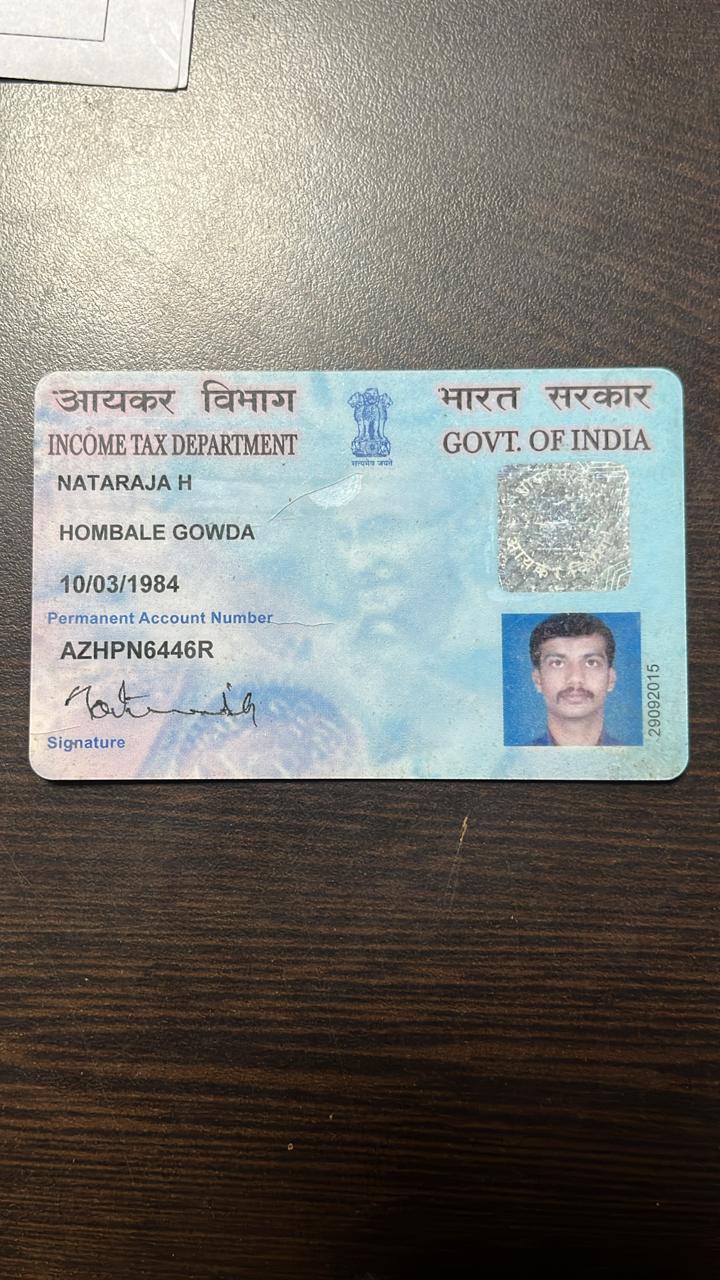 आयकर विभाग
INCOME TAX DEPARTMENT
सत्यमेव जयते
भारत सरकार
GOVT. OF INDIA
NATARAJA H
HOMBALE GOWDA
10/03/1984
Permanent Account Number
AZHPN6446R
Signature
29092015